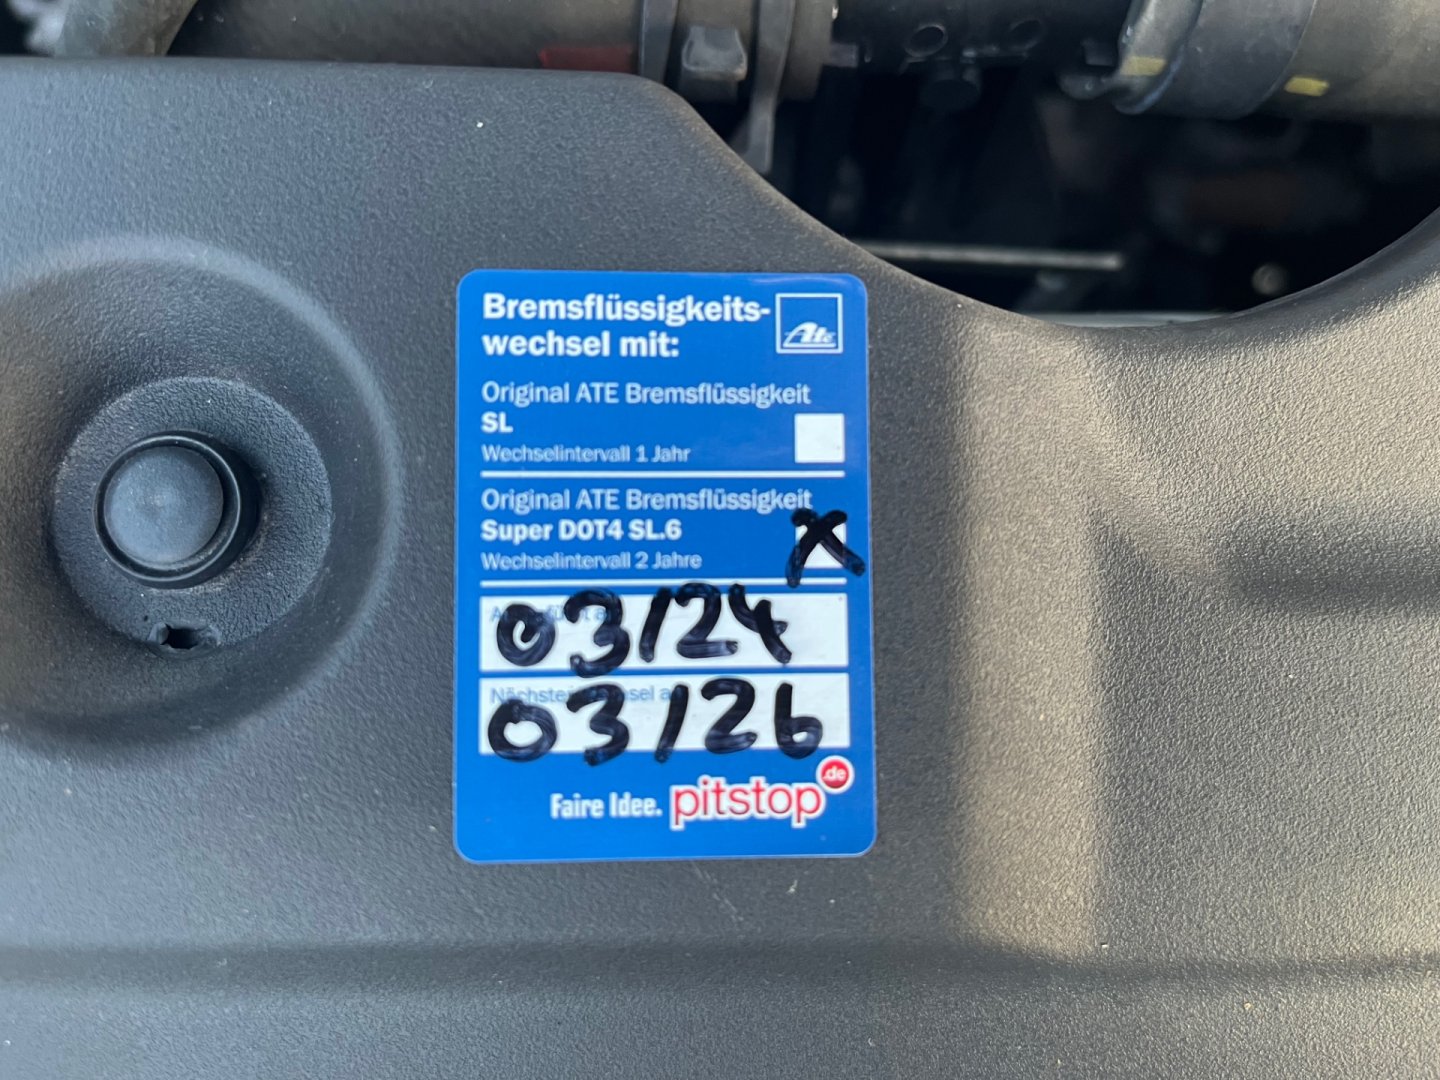 Bremsflüssigkeits-
wechsel mit:
Ate
Original ATE Bremsflüssigkeit
SL
Wechselintervall 1 Jahr
Original ATE Bremsflüssigkeit
Super DOT4 SL.6
X
Wechselintervall 2 Jahre
03/24
03/26
Faire Idee. pitstop.de